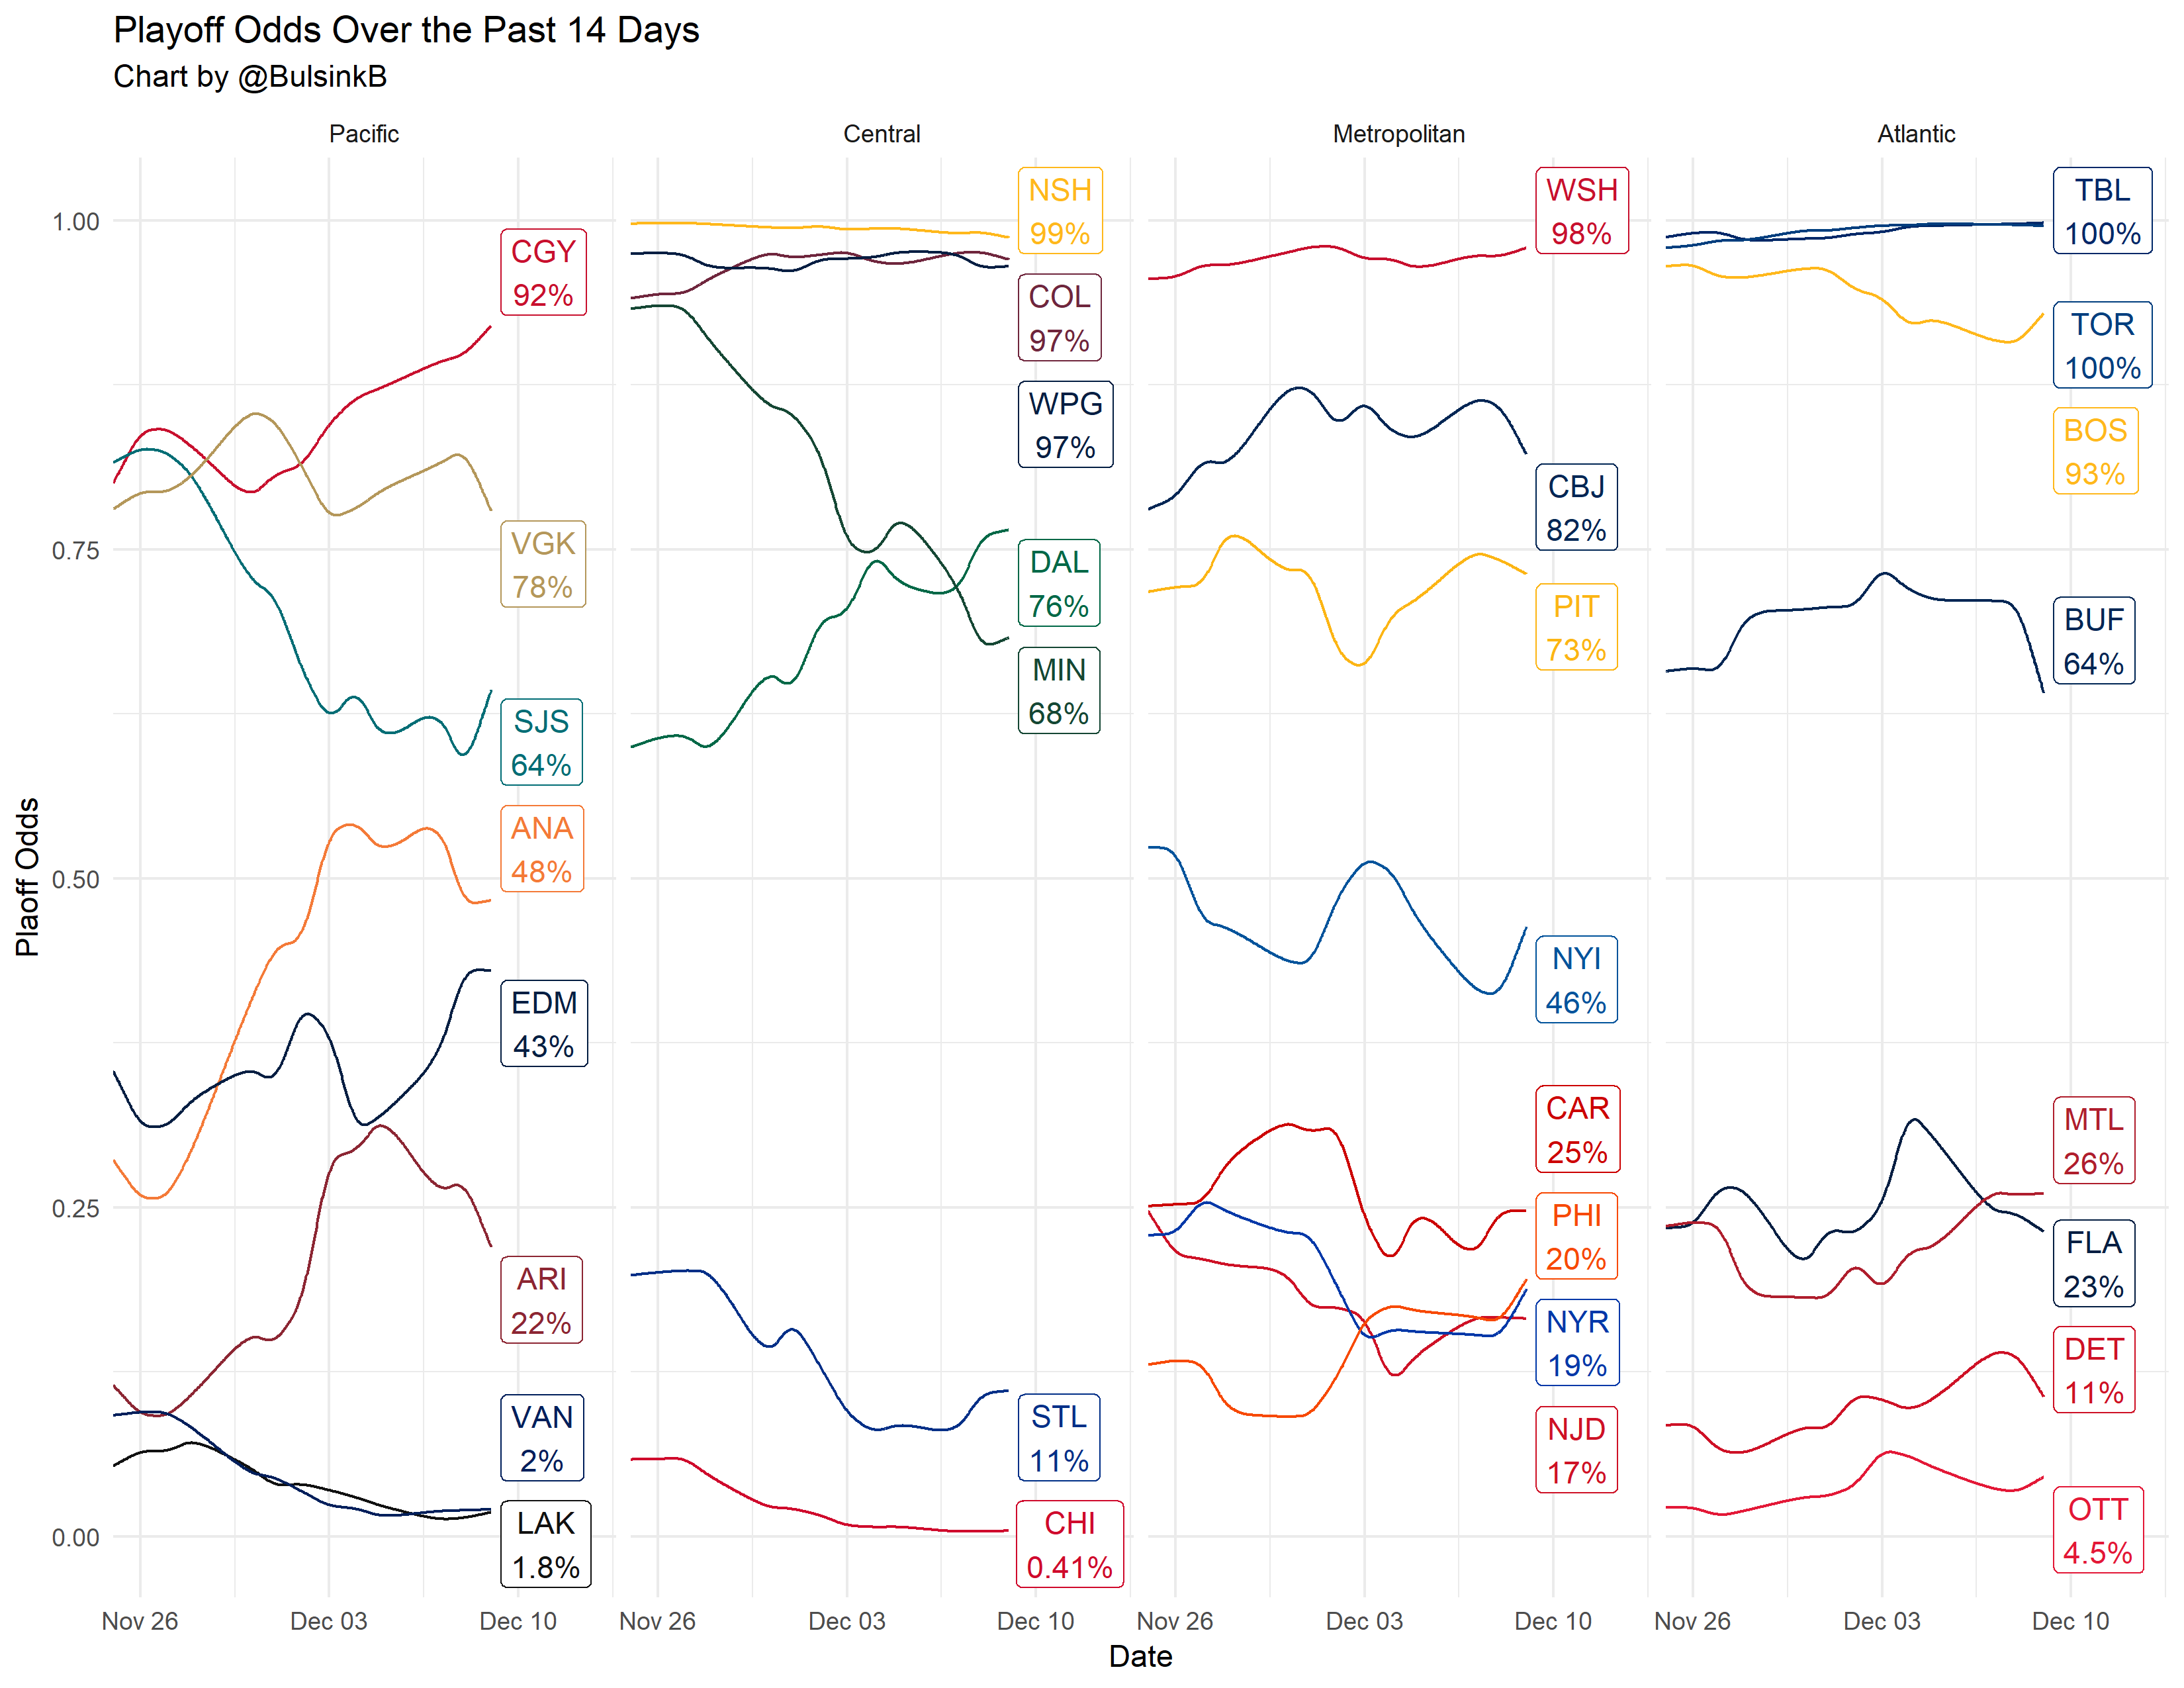 Playoff Odds Over the Past 14 Days
Chart by @BulsinkB
Pacific
Central
Metropolitan
Atlantic
Plaoff Odds
1.00
0.75
0.50
0.25
0.00
CGY
92%
VGK
78%
SJS
64%
ANA
48%
EDM
43%
ARI
22%
VAN
2%
LAK
1.8%
NSH
99%
COL
97%
WPG
97%
DAL
76%
MIN
68%
STL
11%
CHI
0.41%
WSH
98%
CBJ
82%
PIT
73%
NYI
46%
CAR
25%
PHI
20%
NYR
19%
NJD
17%
TBL
100%
TOR
100%
BOS
93%
BUF
64%
MTL
26%
FLA
23%
DET
11%
OTT
4.5%
Nov 26 Dec 03 Dec 10 Nov 26 Dec 03 Dec 10 Nov 26 Dec 03 Dec 10 Nov 26 Dec 03 Dec 10
Date